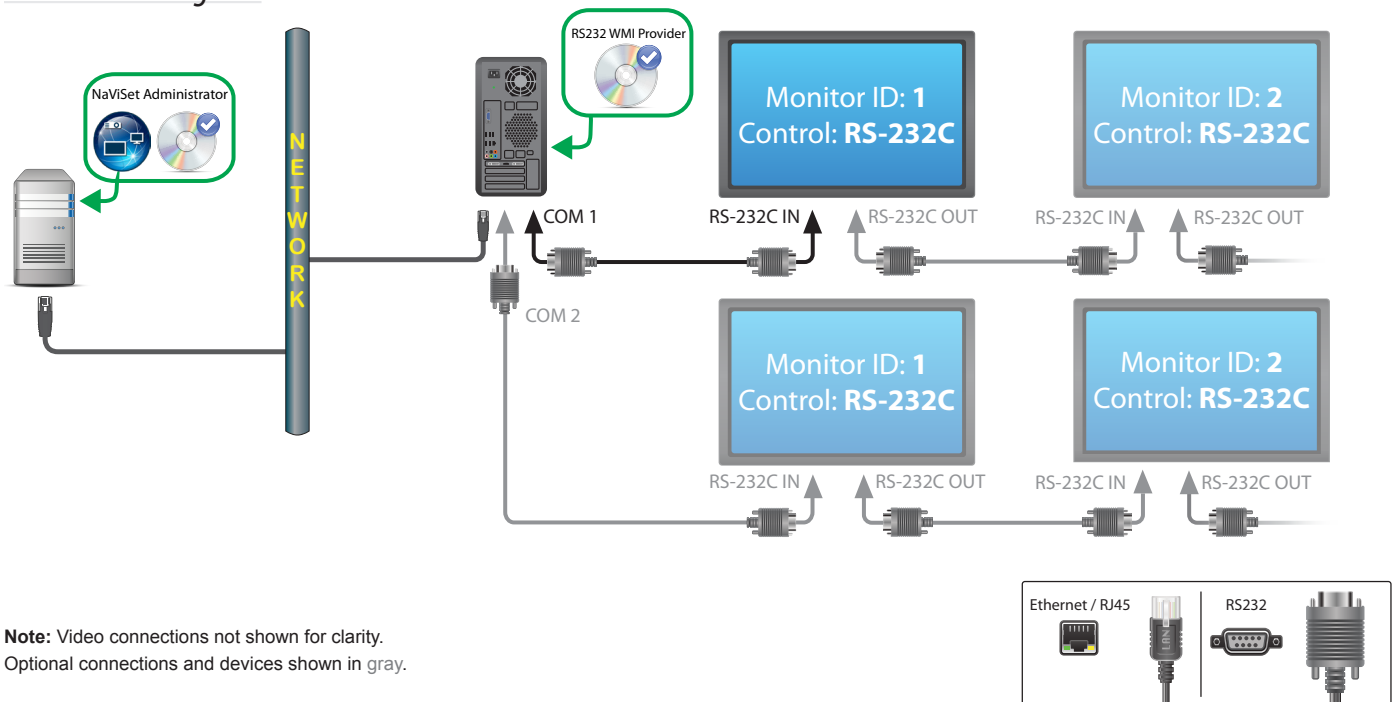 RS232 WMI Provider
NaViSet Administrator
NETWORK
Monitor ID: 1
Control: RS-232C
Monitor ID: 2
Control: RS-232C
COM 1
RS-232C IN
RS-232C OUT
RS-232C IN
RS-232C OUT
COM 2
Monitor ID: 1
Control: RS-232C
Monitor ID: 2
Control: RS-232C
RS-232C IN
RS-232C OUT
RS-232C IN
RS-232C OUT
Ethernet / RJ45
LAN
RS232
Note: Video connections not shown for clarity.
Optional connections and devices shown in gray.